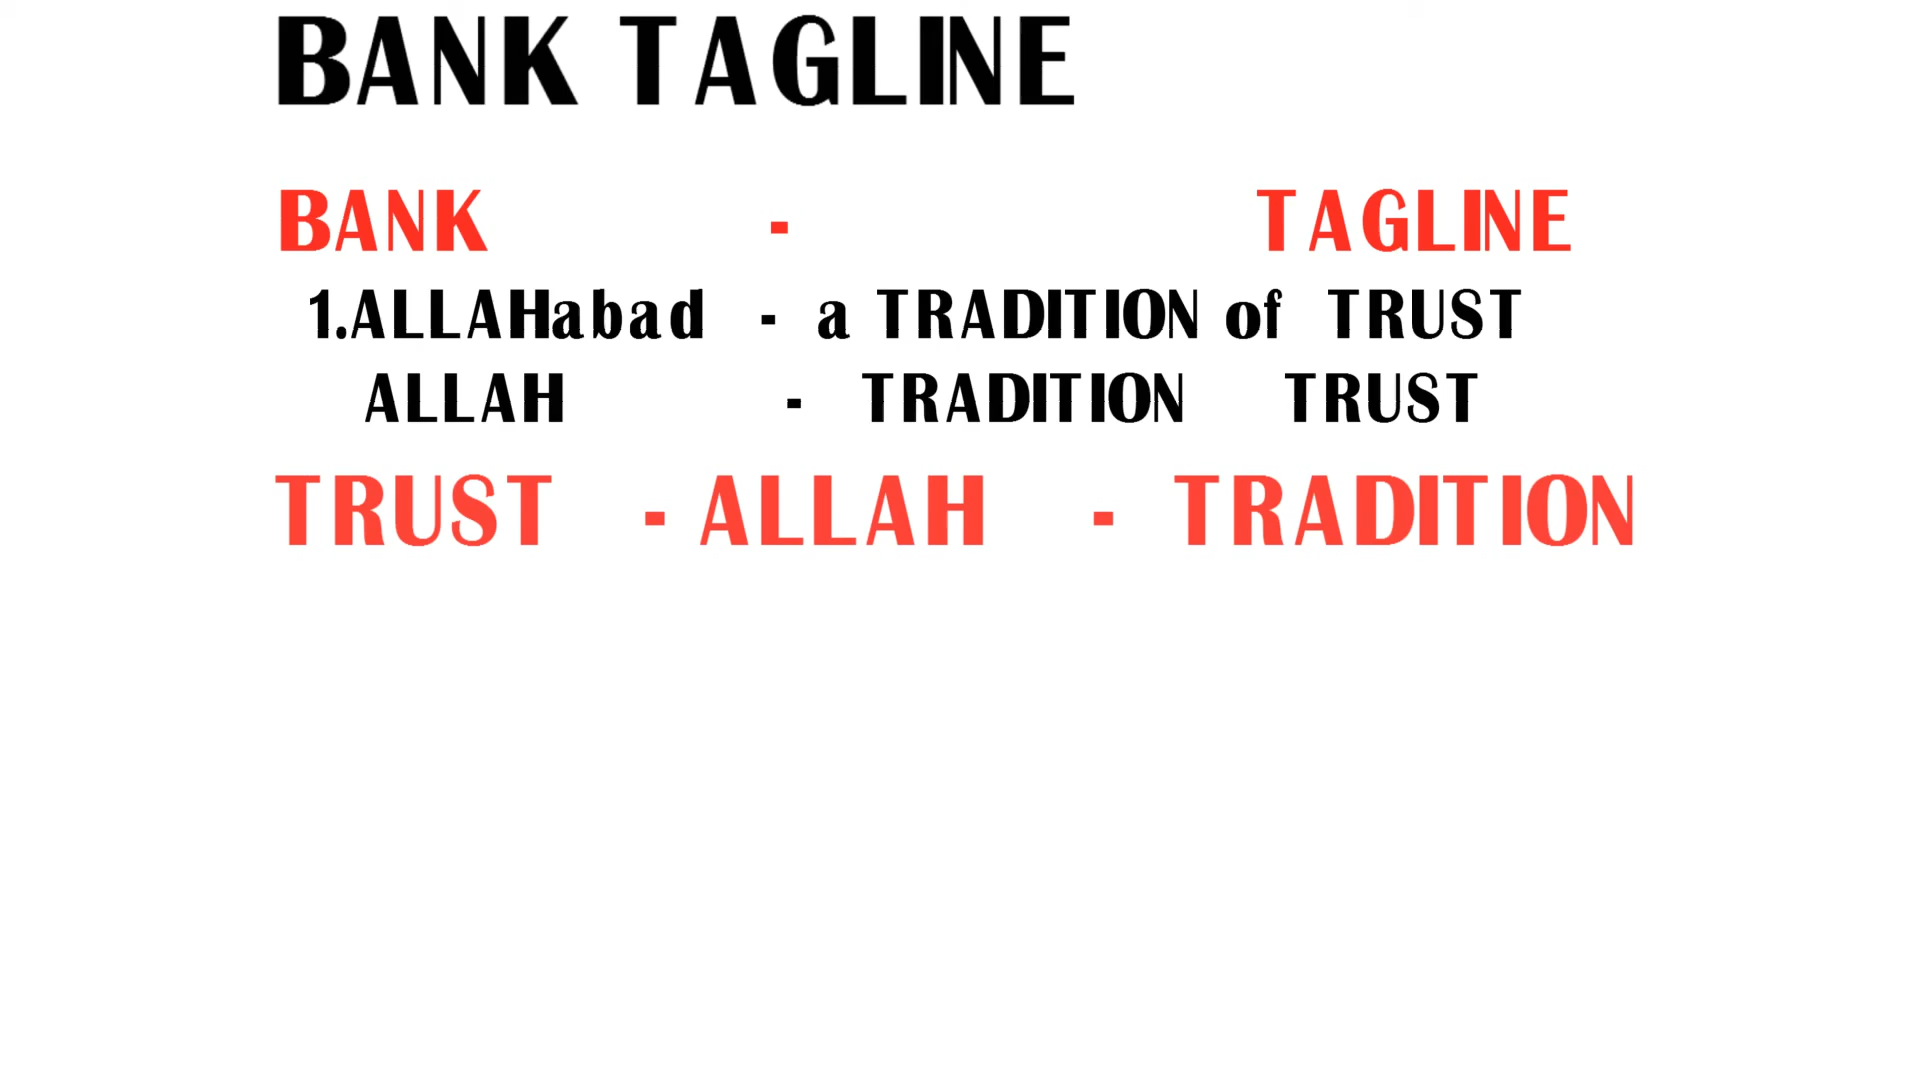 BANK TAGLINE
BANK - TAGLINE
1.ALLAHabad - a TRADITION of TRUST
ALLAH - TRADITION TRUST
TRUST - ALLAH - TRADITION